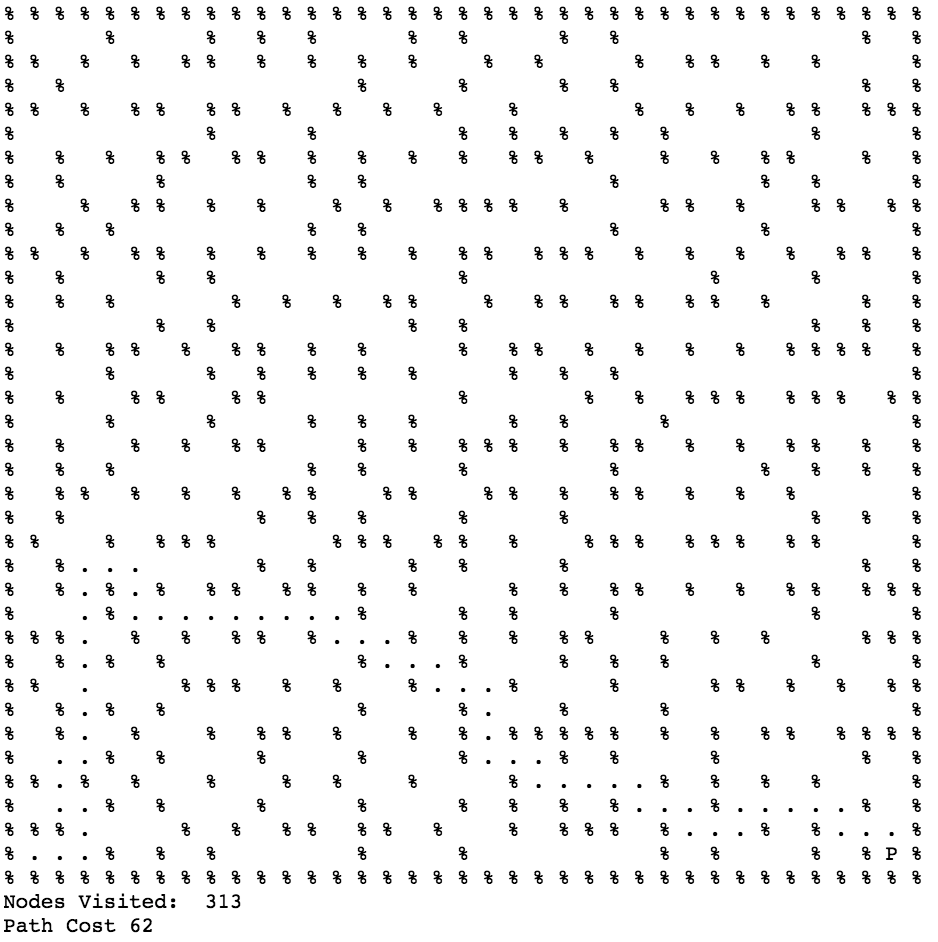 % % % % % % % % % % % % % % % % % % % % % % % % % % % % % % % % % % % % %
% % % % % % % % % % %
% % % % % % % % % % % % % % % % % %
% % % % % % % %
% % % % % % % % % % % % % % % % % % % %
% % % % % % % % % %
% % % % % % % % % % % % % % % % % % % %
% % % % % % % % %
% % % % % % % % % % % % % % % % % % % %
% % % % % % % %
% % % % % % % % % % % % % % % % % % % % % %
% % % % % % % %
% % % % % % % % % % % % % % % % % %
% % % % % % % %
% % % % % % % % % % % % % % % % % % % % %
% % % % % % % % % % %
% % % % % % % % % % % % % % % % %
% % % % % % % % % %
% % % % % % % % % % % % % % % % % % % %
% % % % % % % % % % %
% % % % % % % % % % % % % % % % % % %
% % % % % % % % % %
% % % % % % % % % % % % % % % % % % % % %
% % . . . % % % % % % %
% % . % . % % % % % % % % % % % % % % % % % %
% . % . . . . . . . . . % % % % % %
% % % . % % % % % . . . % % % % % % % % % % %
% % . % % % . . . % % % % % %
% % . % % % % % % . . . % % % % % % % %
% % . % % % % . % % %
% % . % % % % % % % . % % % % % % % % % % % %
% . . % % % % % . . . % % % % %
% % . % % % % % % % . . . . . % % % % %
% . . % % % % % % % % . . . % . . . . . % %
% % % . % % % % % % % % % % % % . . . % % . . . %
% . . . % % % % % % % % % P %
% % % % % % % % % % % % % % % % % % % % % % % % % % % % % % % % % % % % %
Nodes Visited:  313
Path Cost 62